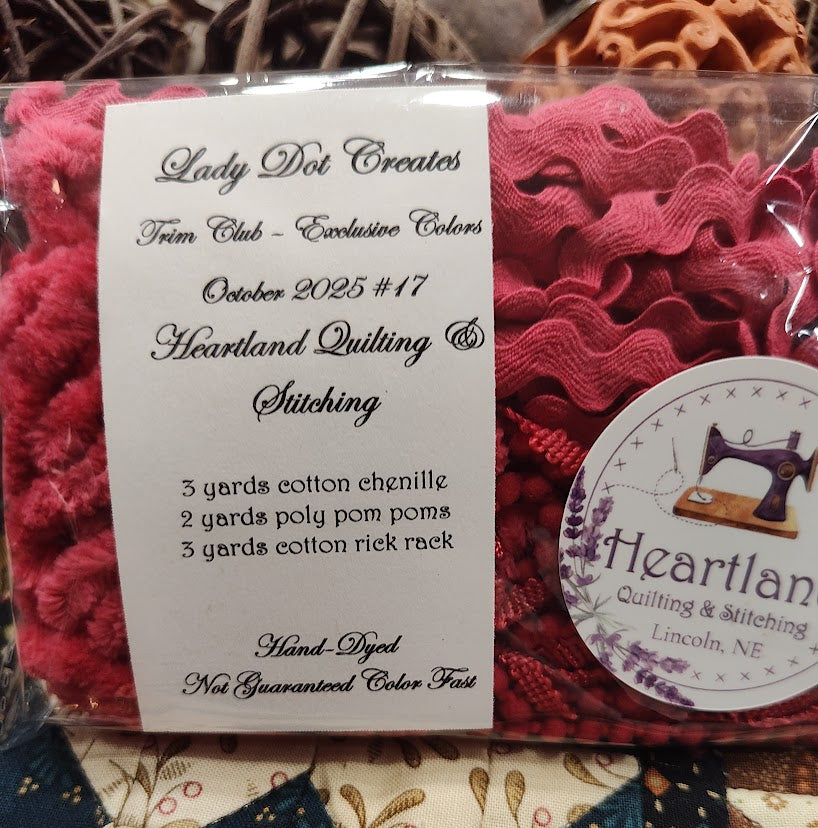 Lady Dot Creates
Trim Club - Exclusive Colors
October 2025 #17
Heartland Quilting &
Stitching
3 yards cotton chenille
2 yards poly pom poms
3 yards cotton rick rack
Hand-Dyed
Not Guaranteed Color Fast
Heartlan
Quilting & Stitching
Lincoln, NE